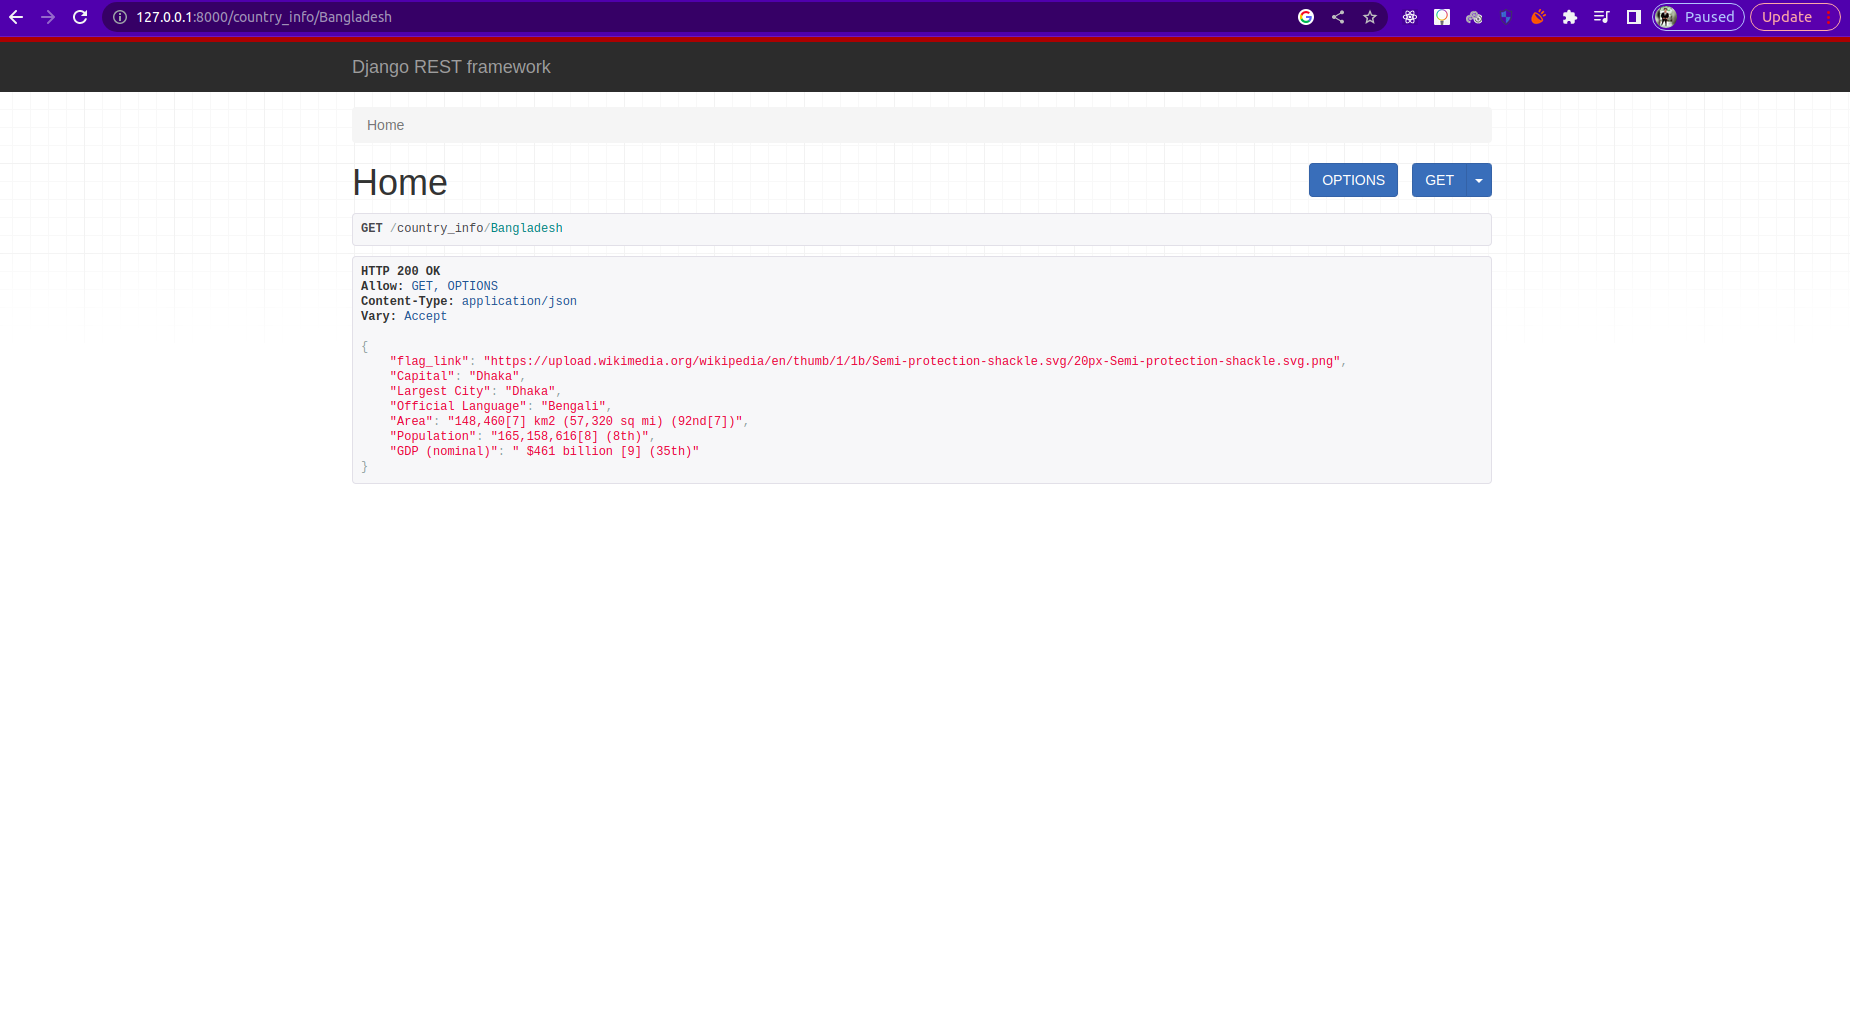 127.0.0.1:8000/country_info/Bangladesh
Paused
Update
Django REST framework
Home
Home
OPTIONS
GET
GET /country_info/Bangladesh
HTTP 200 OK
Allow: GET, OPTIONS
Content-Type: application/json
Vary: Accept
{
"flag_link": "https://upload.wikimedia.org/wikipedia/en/thumb/1/1b/Semi-protection-shackle.svg/20px-Semi-protection-shackle.svg.png",
"Capital": "Dhaka",
"Largest City": "Dhaka",
"Official Language": "Bengali",
"Area": "148,460[7] km2 (57,320 sq mi) (92nd[7])",
"Population": "165,158,616[8] (8th)",
"GDP (nominal)": " $461 billion [9] (35th)"
}